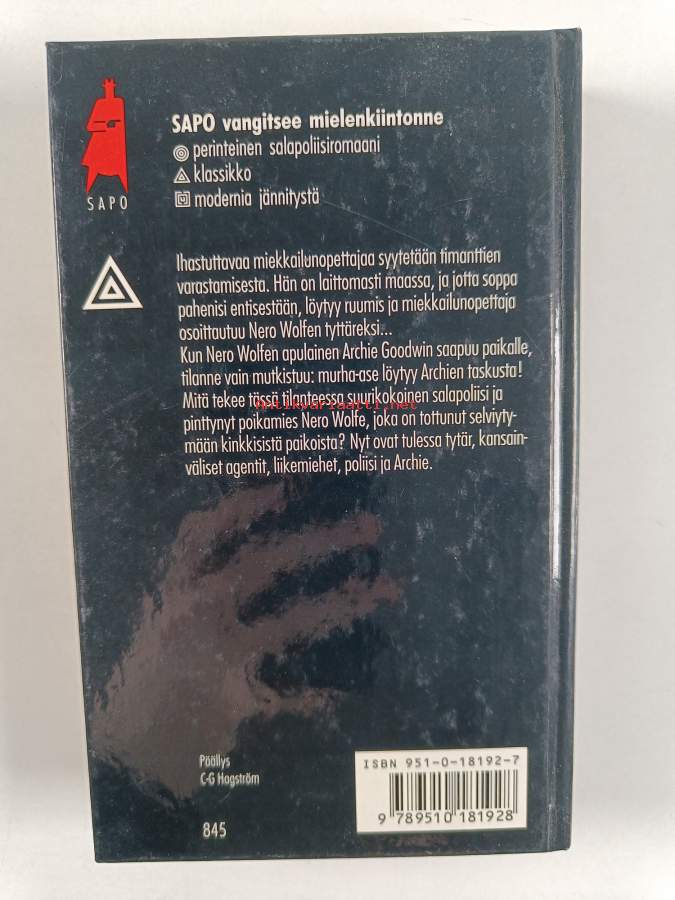 SAPO vangitsee mielenkiintonne
perinteinen salapoliisiromaani
klassikko
modernia jännitystä
SAPO
Ihastuttavaa miekkailunopettajaa syytetään timanttien
varastamisesta. Hän on laittomasti maassa, ja jotta soppa
pahenisi entisestään, löytyy ruumis ja miekkailunopettaja
osoittautuu Nero Wolfen tyttäreksi...
Kun Nero Wolfen apulainen Archie Goodwin saapuu paikalle,
tilanne vain mutkistuu: murha-ase löytyy Archien taskusta!
Mitä tekee tässä tilanteessa suurikokoinen salapoliisi ja
Antikvariaatti.net
pinttynyt poikamies Nero Wolfe, joka on tottunut selviyty-
mään kinkkisistä paikoista? Nyt ovat tulessa tytär, kansain-
väliset agentit, liikemiehet, poliisi ja Archie.
Päällys
C-G Hagström
845
ISBN 951-0-18192-7
9 789510 181928